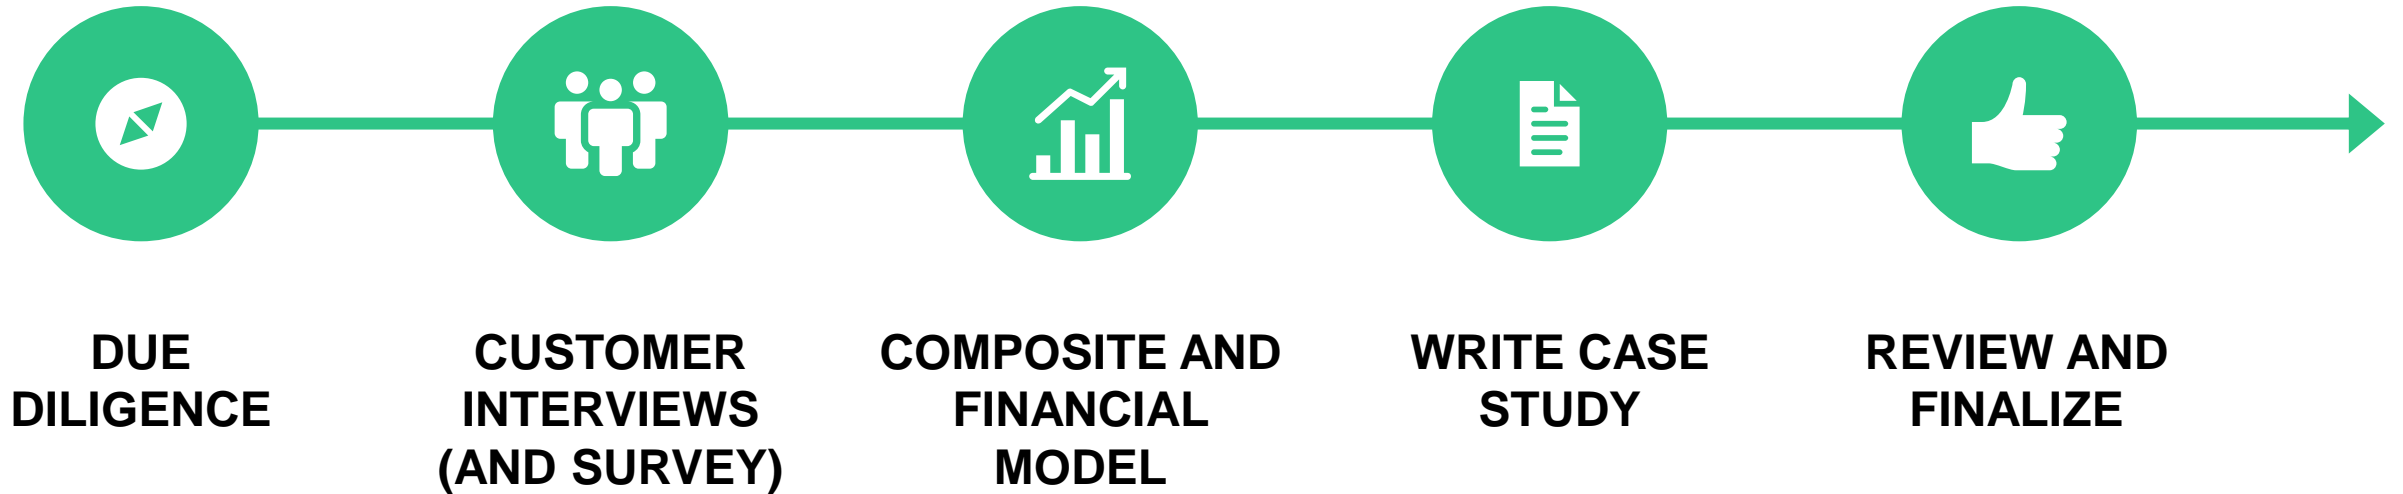 DUE
DILIGENCE
CUSTOMER
INTERVIEWS
(AND SURVEY)
COMPOSITE AND
FINANCIAL
MODEL
WRITE CASE
STUDY
REVIEW AND
FINALIZE